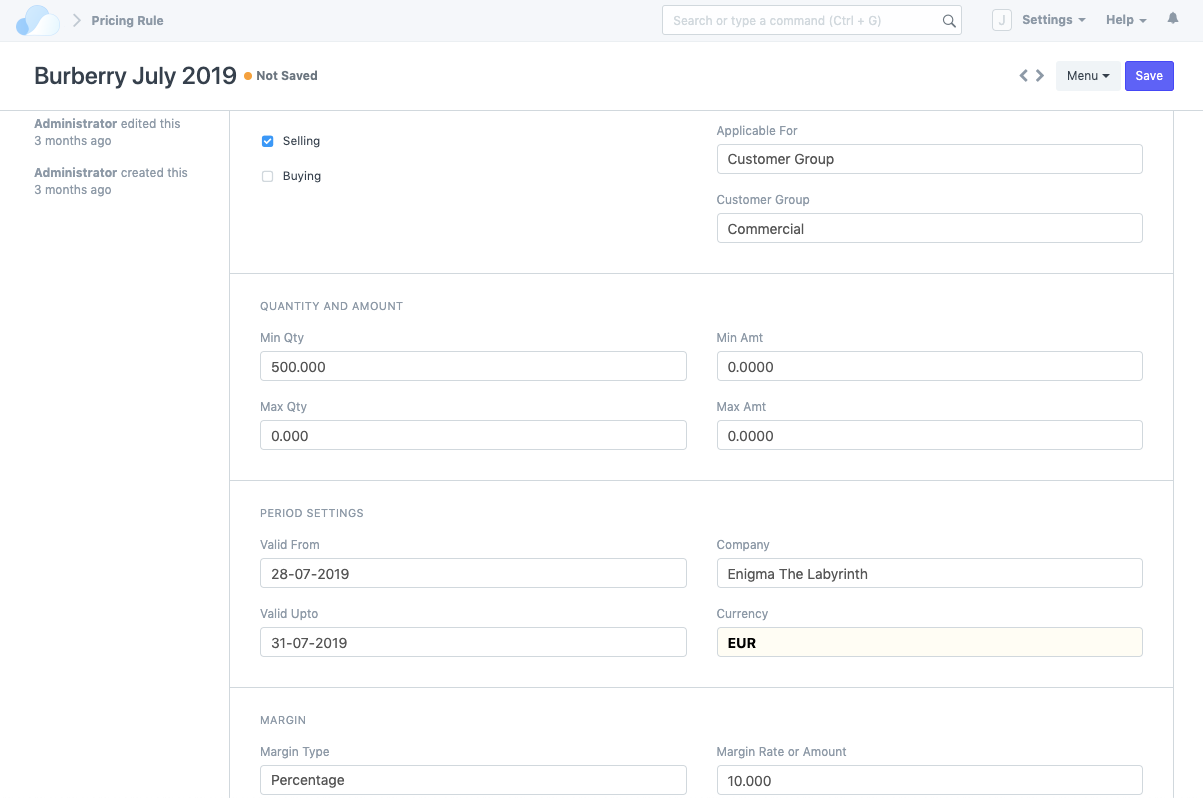 Pricing Rule
Search or type a command (Ctrl + G)
J
Settings
Help
Burberry July 2019
Not Saved
Menu
Save
Administrator edited this
3 months ago
Administrator created this
3 months ago
Selling
Buying
Applicable For
Customer Group
Customer Group
Commercial
QUANTITY AND AMOUNT
Min Qty
500.000
Max Qty
0.000
Min Amt
0.0000
Max Amt
0.0000
PERIOD SETTINGS
Valid From
28-07-2019
Valid Upto
31-07-2019
Company
Enigma The Labyrinth
Currency
EUR
MARGIN
Margin Type
Percentage
Margin Rate or Amount
10.000